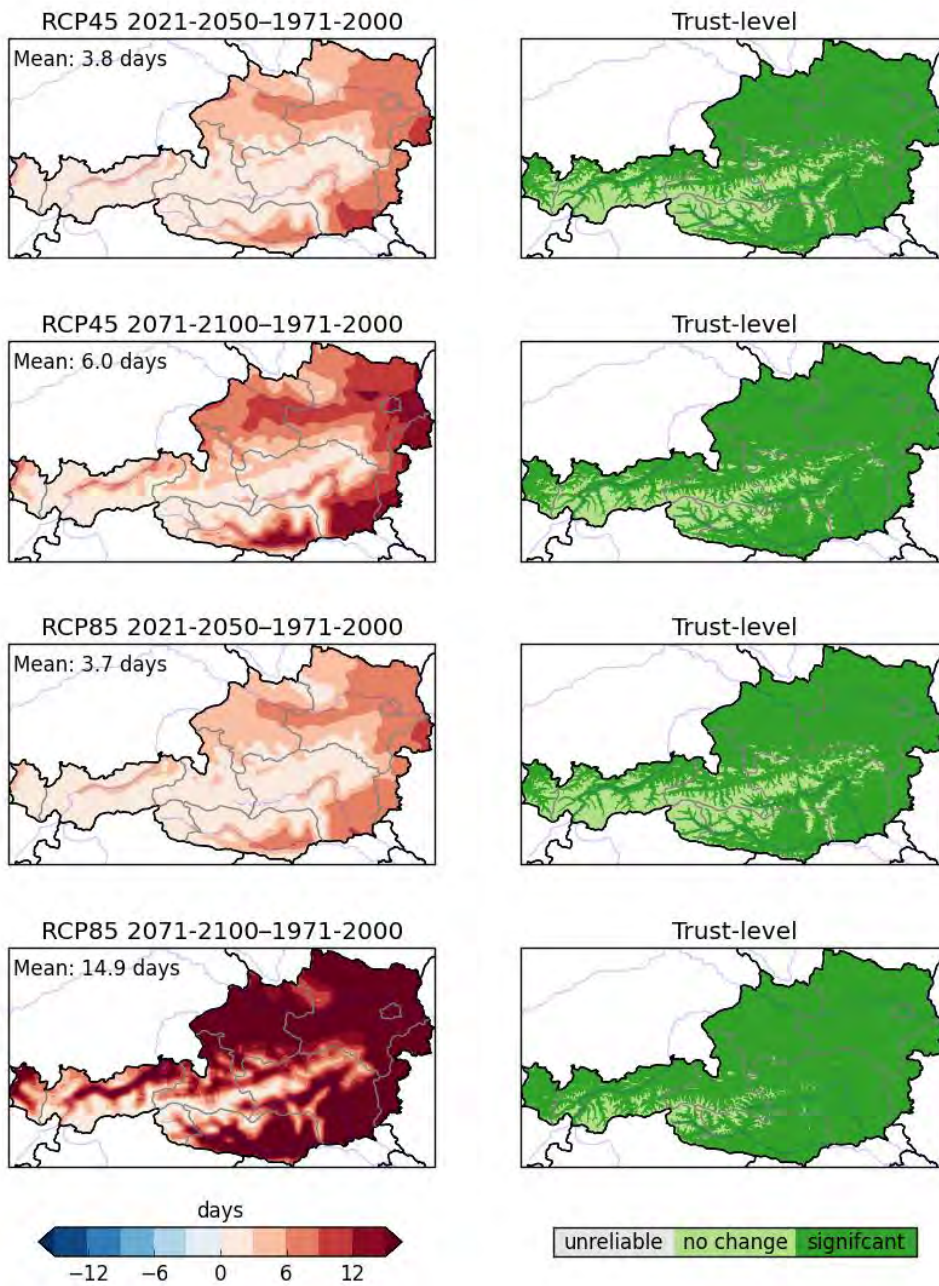 RCP45 2021-2050–1971-2000
Trust-level
Mean: 3.8 days
RCP45 2071-2100–1971-2000
Trust-level
Mean: 6.0 days
RCP85 2021-2050–1971-2000
Trust-level
Mean: 3.7 days
RCP85 2071-2100–1971-2000
Trust-level
Mean: 14.9 days
days
unreliable no change signifcant
−12 −6 0 6 12